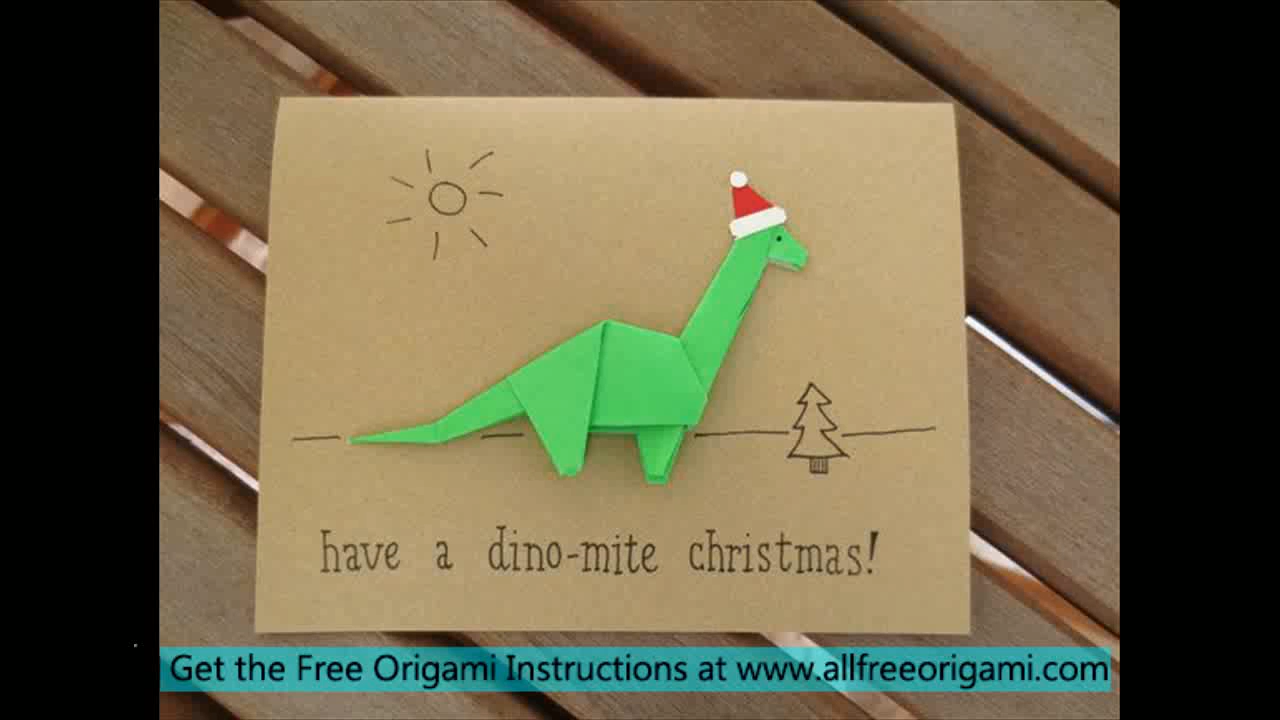 have a dino-mite christmas!
Get the Free Origami Instructions at www.allfreeorigami.com